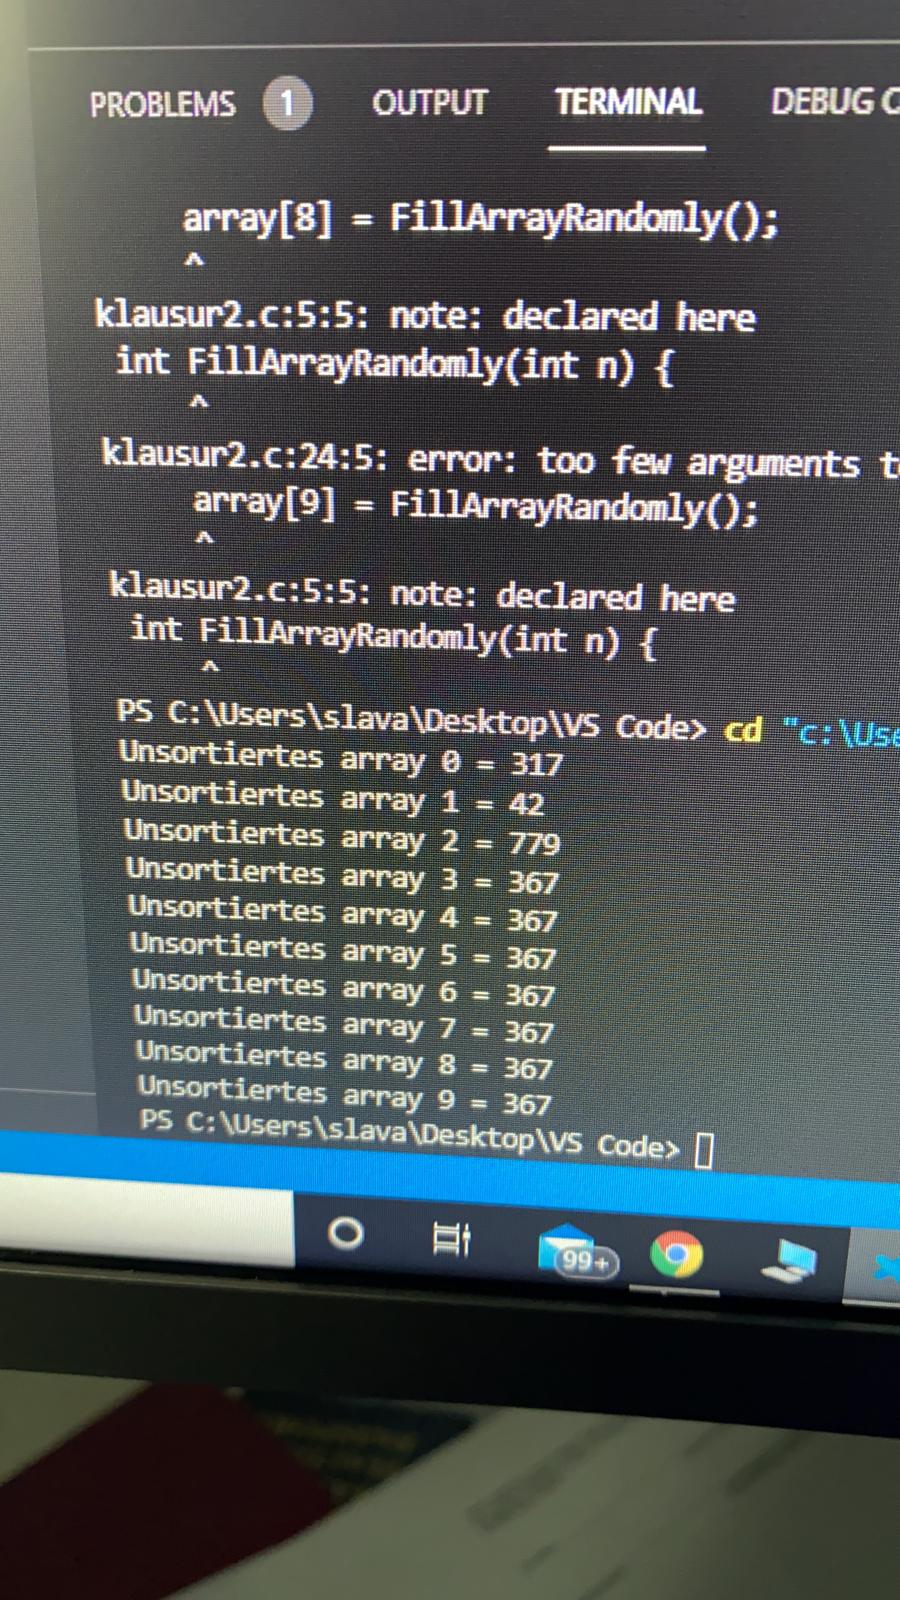 PROBLEMS 1 OUTPUT TERMINAL DEBUG
array[8] = FillArrayRandomly();
^
klausur2.c:5:5: note: declared here
int FillArrayRandomly(int n) {
^
klausur2.c:24:5: error: too few arguments
array[9] = FillArrayRandomly();
^
klausur2.c:5:5: note: declared here
int FillArrayRandomly(int n) {
^
PS C:\Users\slava\Desktop\VS Code> cd "c:\Use
Unsortiertes array 0 = 317
Unsortiertes array 1 = 42
Unsortiertes array 2 = 779
Unsortiertes array 3 = 367
Unsortiertes array 4 = 367
Unsortiertes array 5 = 367
Unsortiertes array 6 = 367
Unsortiertes array 7 = 367
Unsortiertes array 8 = 367
Unsortiertes array 9 = 367
PS C:\Users\slava\Desktop\VS Code>
99+